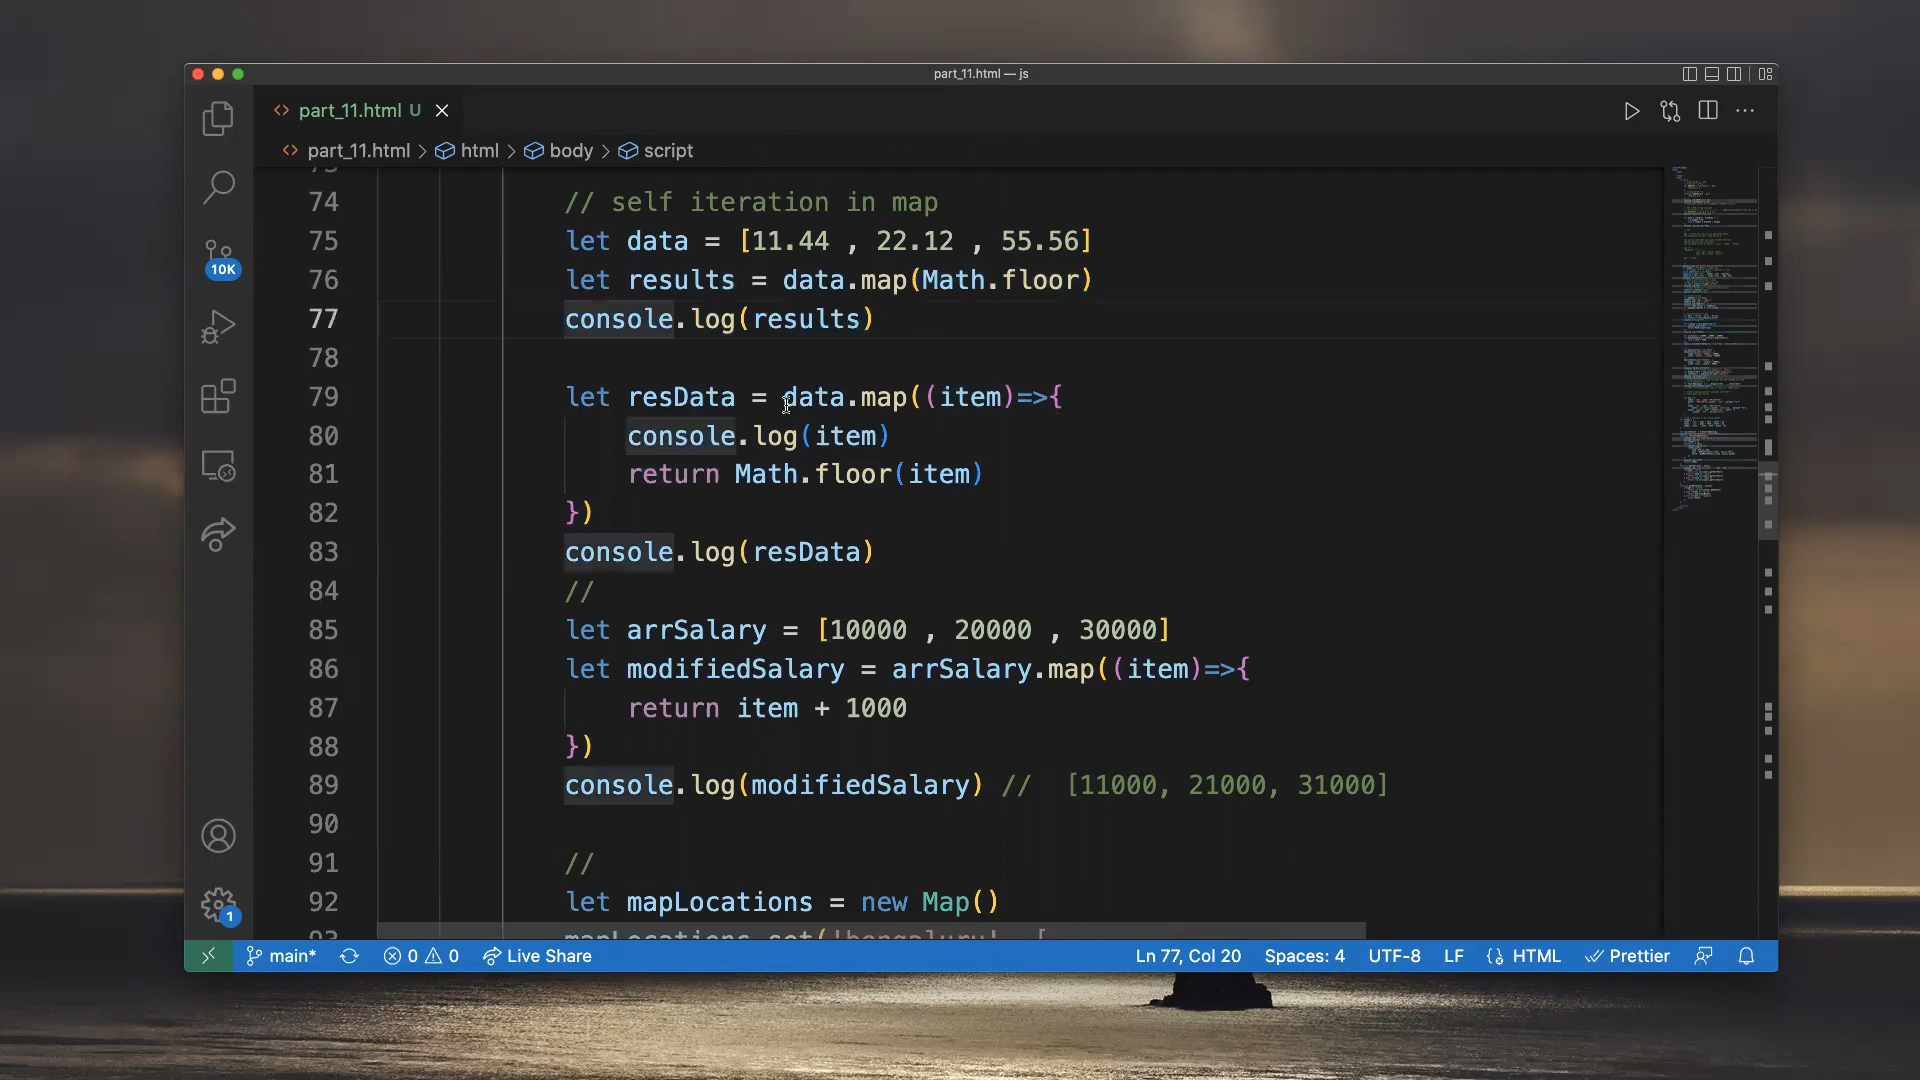 part_11.html — js
part_11.html U
part_11.html > html > body > script
74 // self iteration in map
75 let data = [11.44 , 22.12 , 55.56]
76 let results = data.map(Math.floor)
77 console.log(results)
78
79 let resData = data.map((item)=>{
80 console.log(item)
81 return Math.floor(item)
82 })
83 console.log(resData)
84 //
85 let arrSalary = [10000 , 20000 , 30000]
86 let modifiedSalary = arrSalary.map((item)=>{
87 return item + 1000
88 })
89 console.log(modifiedSalary) // [11000, 21000, 31000]
90
91 //
92 let mapLocations = new Map()
10K
1
main* 0 0 Live Share Ln 77, Col 20 Spaces: 4 UTF-8 LF HTML Prettier